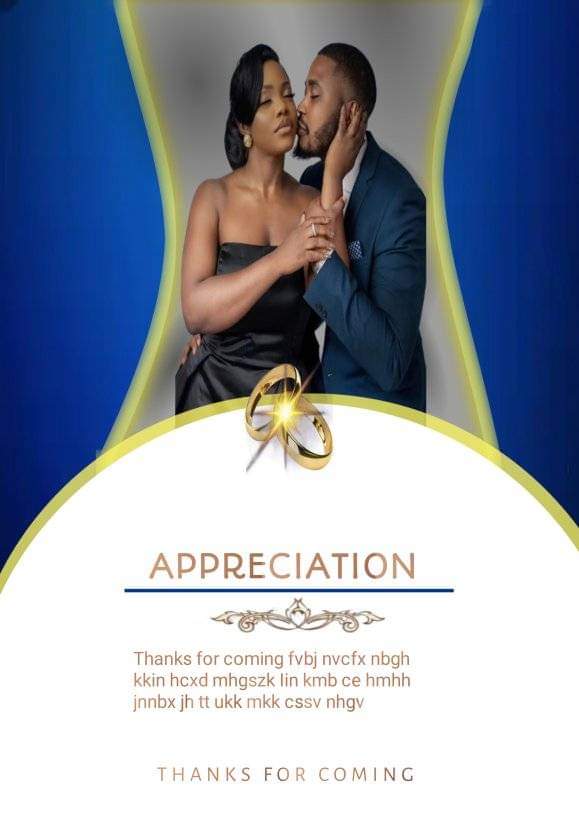 APPRECIATION
Thanks for coming fvbj nvcfx nbgh
kkin hcxd mhgszk lin kmb ce hmhh
jnnbx jh tt ukk mkk cssv nhgv
THANKS FOR COMING